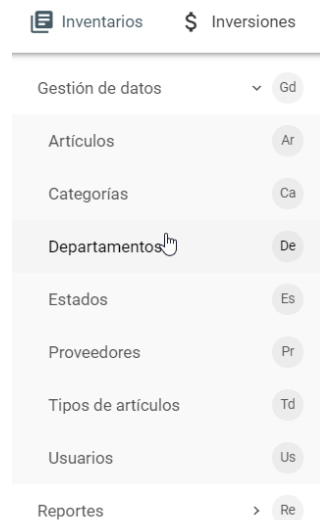 Inventarios $ Inversiones
Gestión de datos Gd
Artículos Ar
Categorías Ca
Departamentos De
Estados Es
Proveedores Pr
Tipos de artículos Td
Usuarios Us
Reportes Re